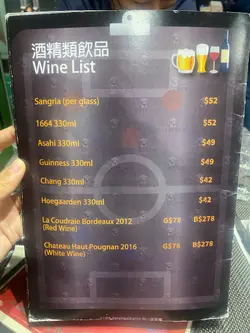 酒精類飲品
Wine List
Sangria (per glass) $52
1664 330ml $52
Asahi 330ml $49
Guinness 330ml $49
Chang 330ml $42
Hoegaarden 330ml $42
La Coudraie Bordeaux 2012 G$78 B$278
(Red Wine)
Chateau Haut Pougnan 2016 G$78 B$278
(White Wine)